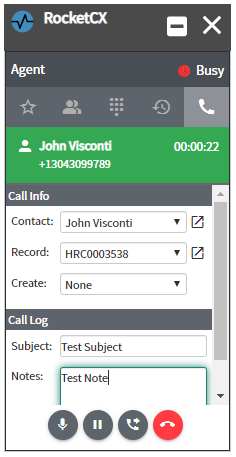 RocketCX
Agent
Busy
John Visconti
00:00:22
+13043099789
Call Info
Contact:
John Visconti
Record:
HRC0003538
Create:
None
Call Log
Subject:
Test Subject
Notes:
Test Note